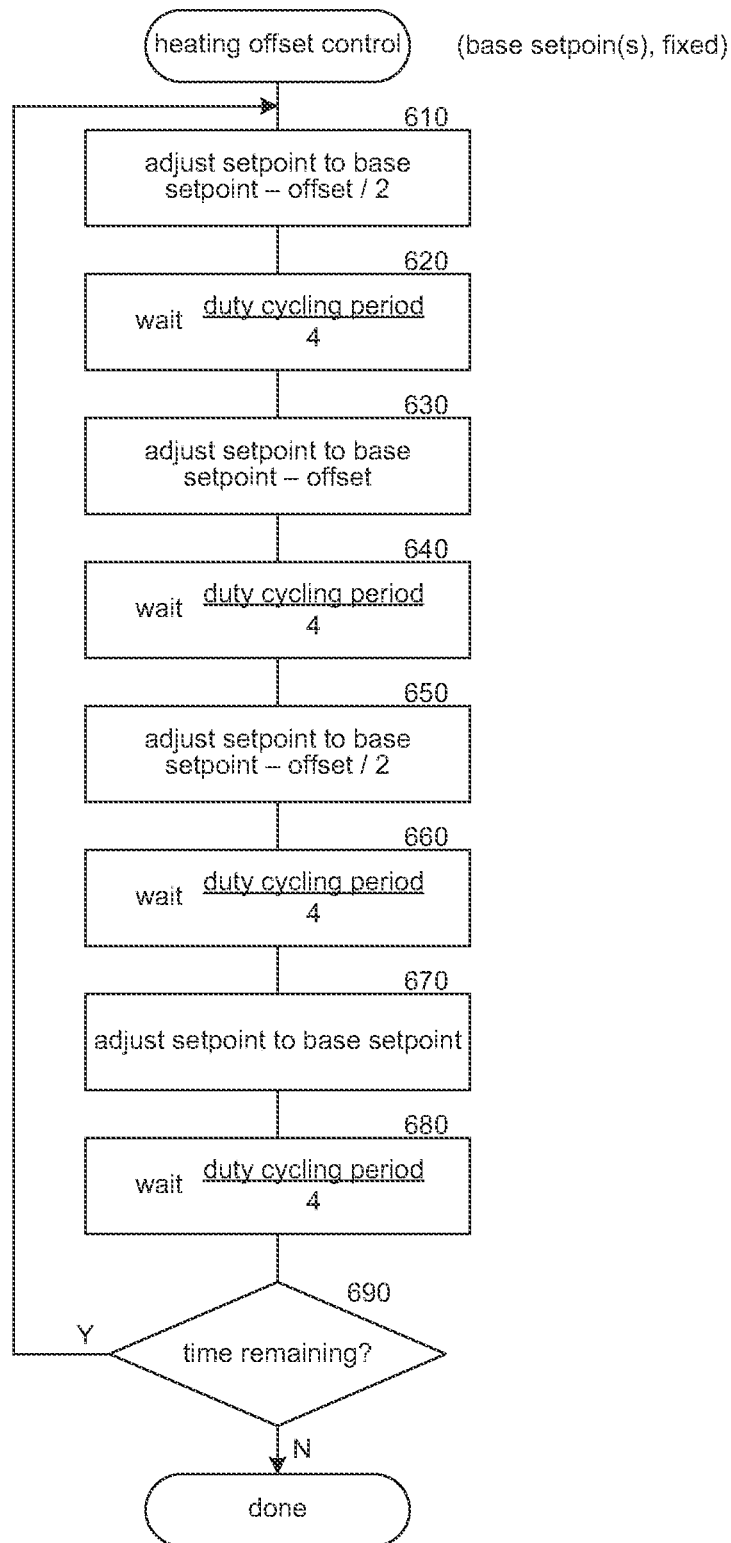 heating offset control
(base setpoin(s), fixed)
610
adjust setpoint to base
setpoint – offset / 2
620
wait duty cycling period
4
630
adjust setpoint to base
setpoint – offset
640
wait duty cycling period
4
650
adjust setpoint to base
setpoint – offset / 2
660
wait duty cycling period
4
670
adjust setpoint to base setpoint
680
wait duty cycling period
4
690
Y
time remaining?
N
done